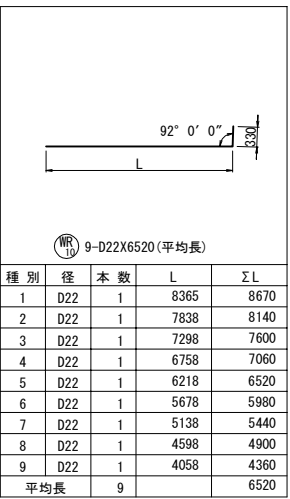 92° 0′ 0″
330
L
WR 10 9-D22X6520(平均長)
種 別 径 本 数 L ΣL
1 D22 1 8365 8670
2 D22 1 7838 8140
3 D22 1 7298 7600
4 D22 1 6758 7060
5 D22 1 6218 6520
6 D22 1 5678 5980
7 D22 1 5138 5440
8 D22 1 4598 4900
9 D22 1 4058 4360
平均長 9 6520